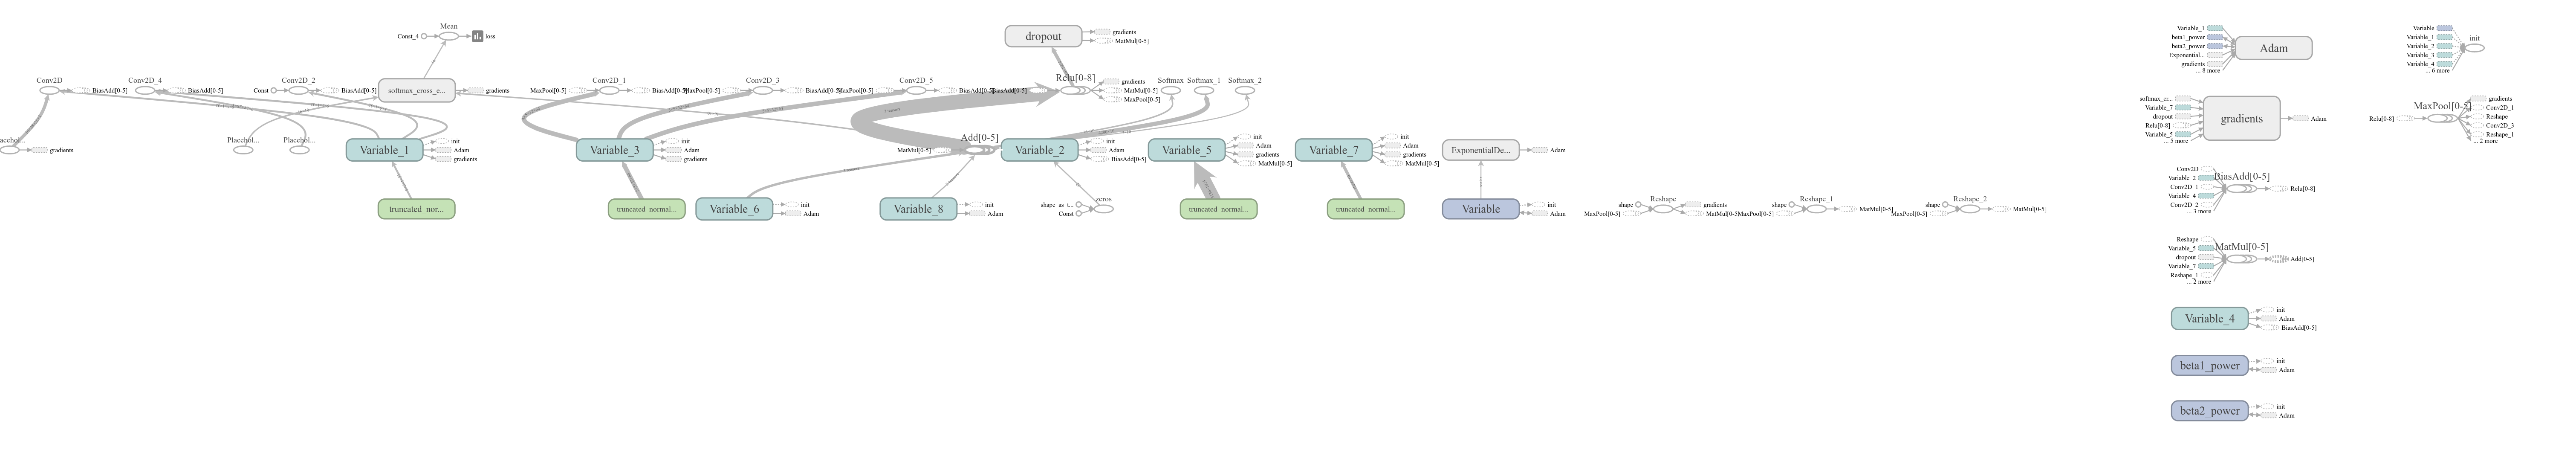 Mean
Const_4
loss
dropout
gradients
MatMul[0-5]
Variable_1
beta1_power
beta2_power
Exponential...
gradients
... 8 more
Adam
Variable
Variable_1
Variable_2
Variable_3
Variable_4
... 6 more
init
Conv2D
BiasAdd[0-5]
Conv2D_4
BiasAdd[0-5]
Conv2D_2
Const
BiasAdd[0-5]
softmax_cross_e...
gradients
Conv2D_1
MaxPool[0-5]
BiasAdd[0-5]
Conv2D_3
MaxPool[0-5]
BiasAdd[0-5]
Conv2D_5
MaxPool[0-5]
BiasAdd[0-5]
BiasAdd[0-5]
Relu[0-8]
gradients
MatMul[0-5]
MaxPool[0-5]
Softmax
Softmax_1
Softmax_2
softmax_cr...
Variable_7
dropout
Relu[0-8]
Variable_5
... 5 more
gradients
Adam
MaxPool[0-5]
Relu[0-8]
gradients
Conv2D_1
Reshape
Conv2D_3
Reshape_1
... 2 more
gradients
Placehol...
Placehol...
Variable_1
init
Adam
gradients
Variable_3
init
Adam
gradients
Add[0-5]
MatMul[0-5]
Variable_2
init
Adam
BiasAdd[0-5]
Variable_5
init
Adam
gradients
MatMul[0-5]
Variable_7
init
Adam
gradients
MatMul[0-5]
ExponentialDe...
Adam
Conv2D
Variable_2
Conv2D_1
Variable_4
Conv2D_2
... 3 more
BiasAdd[0-5]
Relu[0-8]
truncated_nor...
truncated_normal...
Variable_6
init
Adam
Variable_8
init
Adam
zeros
shape_as_t...
Const
truncated_normal...
truncated_normal...
Variable
init
Adam
Reshape
shape
MaxPool[0-5]
gradients
MatMul[0-5]
Reshape_1
shape
MaxPool[0-5]
MatMul[0-5]
Reshape_2
shape
MaxPool[0-5]
MatMul[0-5]
Reshape
Variable_5
dropout
Variable_7
Reshape_1
... 2 more
MatMul[0-5]
Add[0-5]
Variable_4
init
Adam
BiasAdd[0-5]
beta1_power
init
Adam
beta2_power
init
Adam